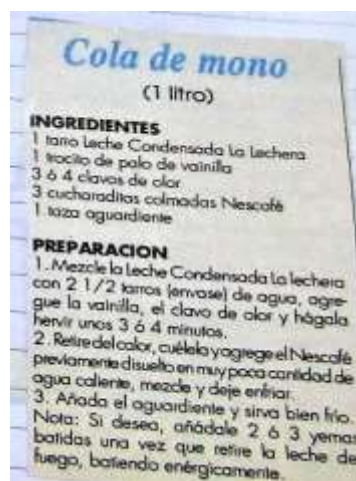 Cola de mono
(1 litro)
INGREDIENTES
1 tarro Leche Condensada La Lechera
1 trocito de palo de vainilla
3 ó 4 clavos de olor
3 cucharaditas colmadas Nescafé
1 taza aguardiente
PREPARACION
1. Mezcle la Leche Condensada La lechera
con 2 1/2 tarros (envase) de agua, agre-
gue la vainilla, el clavo de olor y hágala
hervir unos 3 ó 4 minutos.
2. Retire del calor, cuélela y agrege el Nescafé
previamente disuelto en muy poca cantidad de
agua caliente, mezcle y deje enfriar.
3. Añada el aguardiente y sirva bien frío.
Nota: Si desea, añádale 2 ó 3 yemas
batidas una vez que retire la leche de
fuego, batiendo enérgicamente.